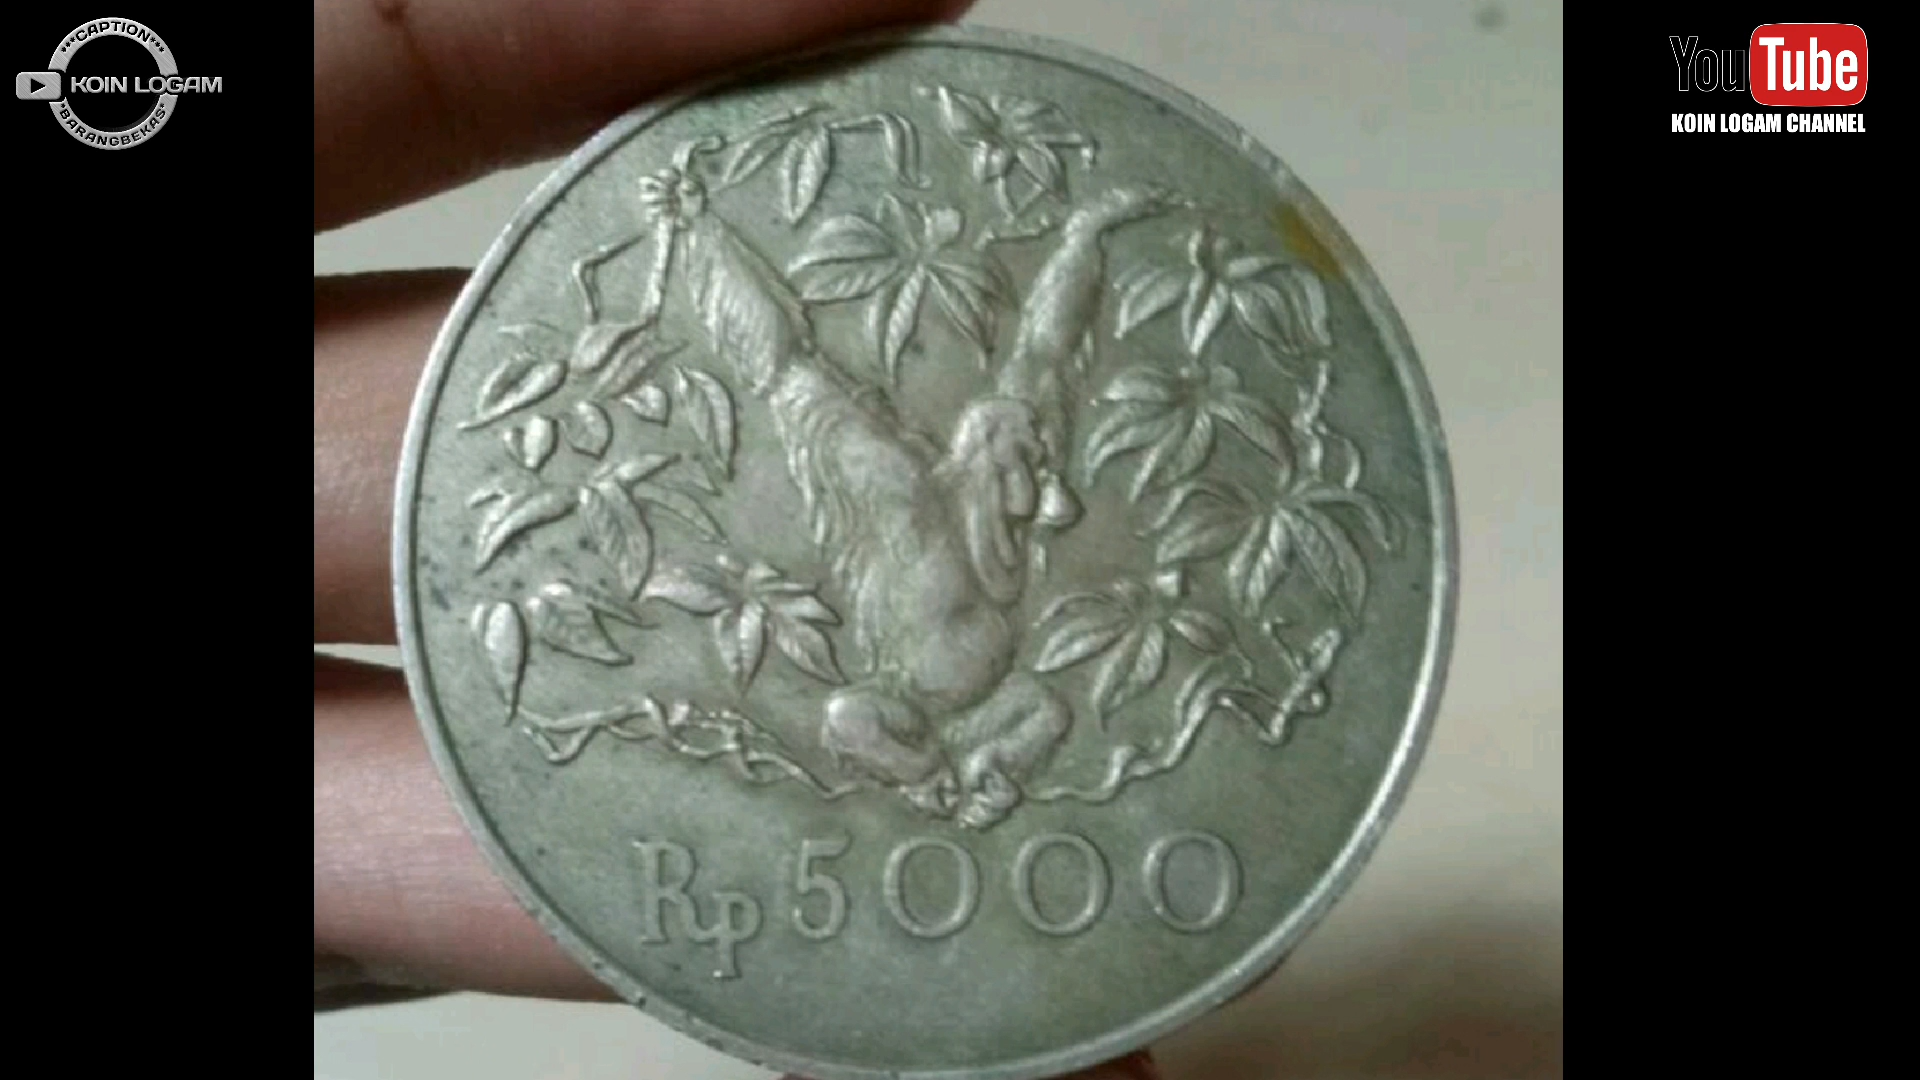 ***CAPTION***
KOIN LOGAM
*BARANGBEKAS*
YouTube
KOIN LOGAM CHANNEL
Rp 5000